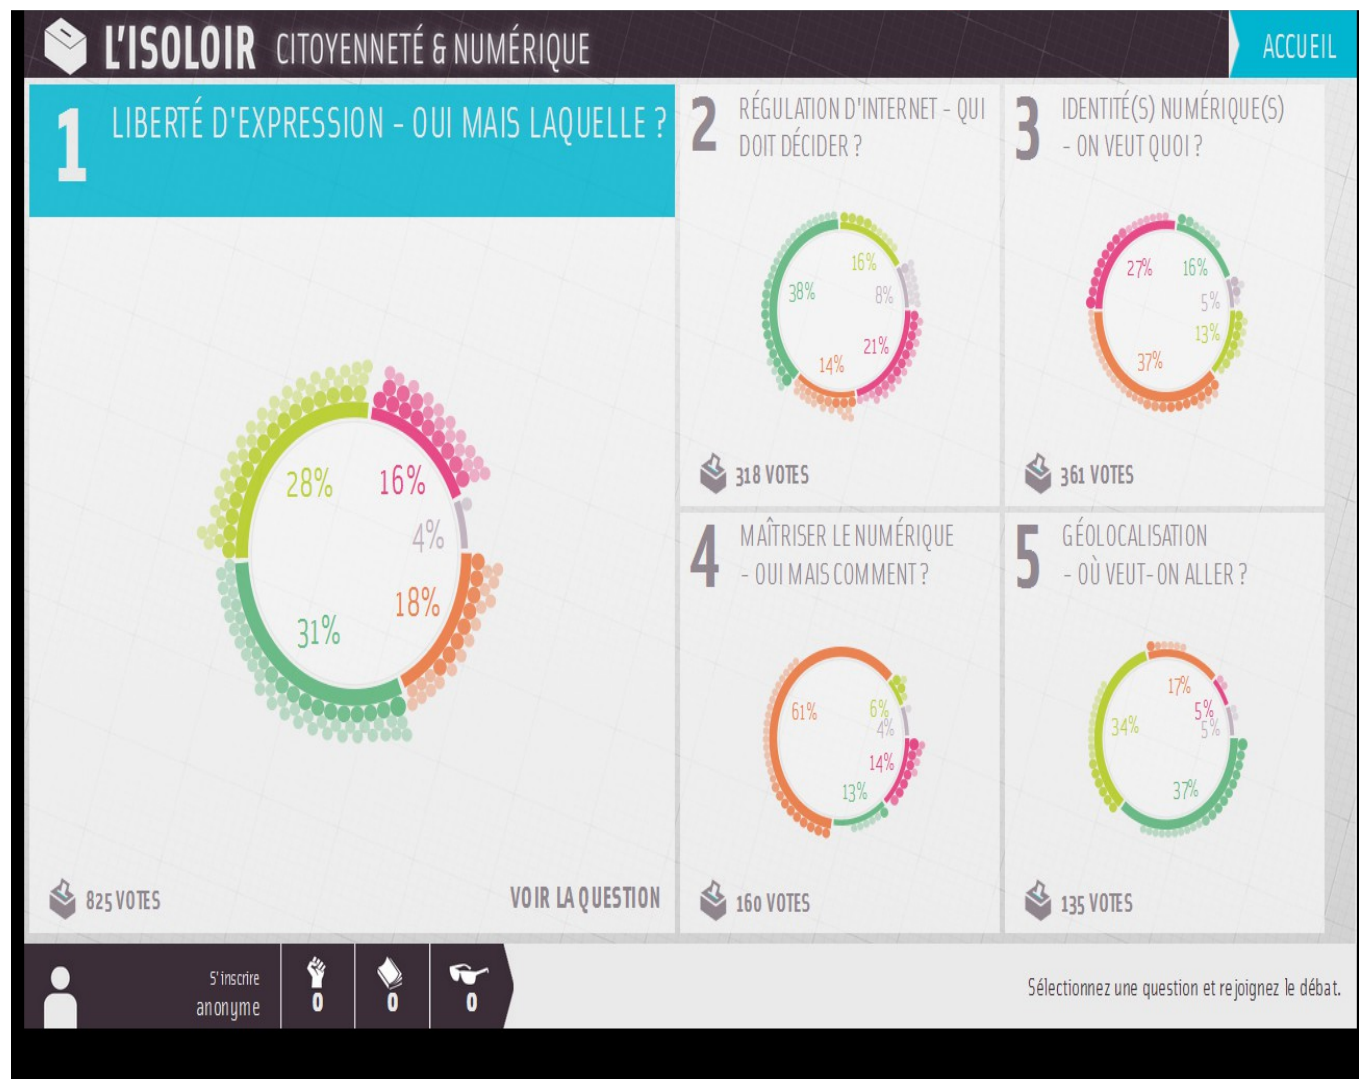 L'ISOLOIR CITOYENNETÉ & NUMÉRIQUE
ACCUEIL
1 LIBERTÉ D'EXPRESSION - OUI MAIS LAQUELLE ?
28%
16%
4%
18%
31%
825 VOTES
VOIR LA QUESTION
2 RÉGULATION D'INTERNET - QUI
DOIT DÉCIDER ?
16%
38%
8%
21%
14%
318 VOTES
3 IDENTITÉ(S) NUMÉRIQUE(S)
- ON VEUT QUOI ?
27%
16%
5%
13%
37%
361 VOTES
4 MAÎTRISER LE NUMÉRIQUE
- OUI MAIS COMMENT ?
61%
6%
4%
14%
13%
160 VOTES
5 GÉOLOCALISATION
- OÙ VEUT-ON ALLER ?
17%
5%
34%
5%
37%
135 VOTES
S'inscrire
anonyme
0
0
0
Sélectionnez une question et rejoignez le débat.